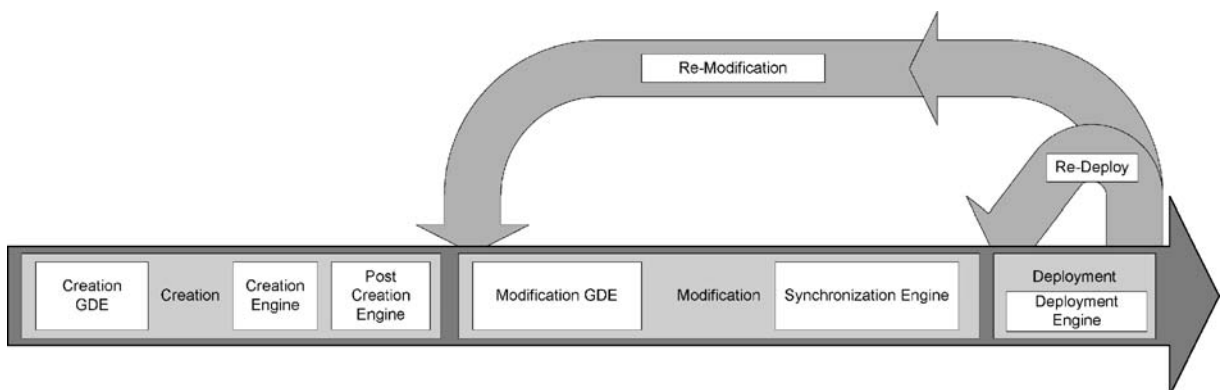 Re-Modification
Re-Deploy
Creation
GDE
Creation
Creation
Engine
Post
Creation
Engine
Modification GDE
Modification
Synchronization Engine
Deployment
Deployment
Engine